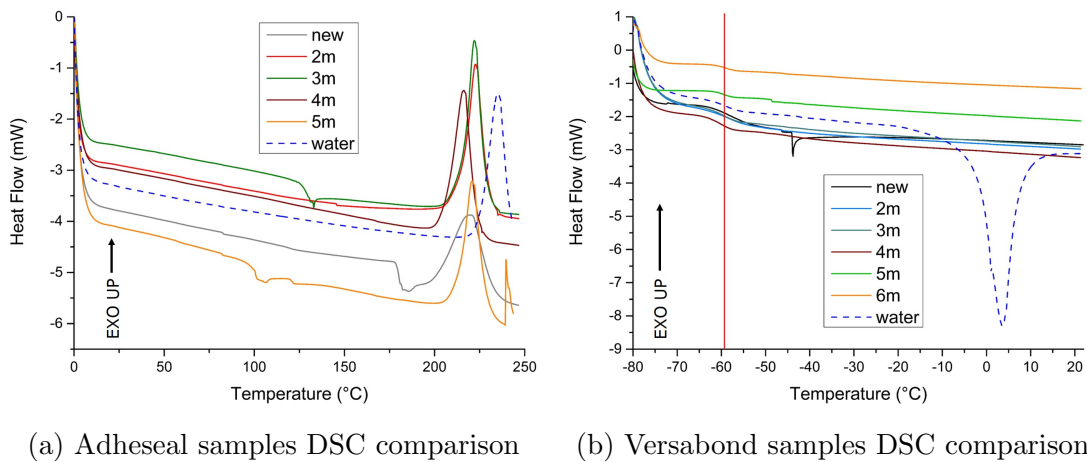 0
-1
-2
-3
-4
-5
-6
Heat Flow (mW)
new
2m
3m
4m
5m
water
EXO UP
0 50 100 150 200 250
Temperature (°C)
(a) Adheseal samples DSC comparison
1
0
-1
-2
-3
-4
-5
-6
-7
-8
-9
Heat Flow (mW)
new
2m
3m
4m
5m
6m
water
EXO UP
-80 -70 -60 -50 -40 -30 -20 -10 0 10 20
Temperature (°C)
(b) Versabond samples DSC comparison